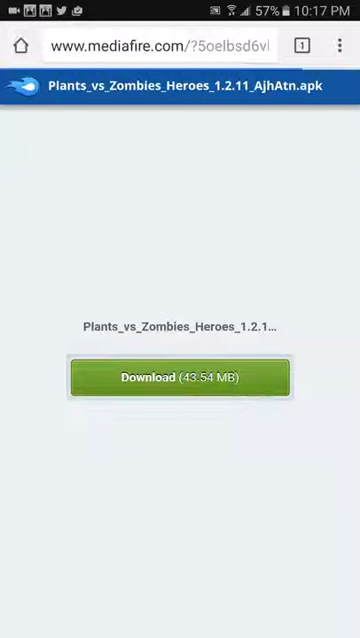 57% 10:17 PM
www.mediafire.com/?5oelbsd6vl
1
Plants_vs_Zombies_Heroes_1.2.11_AjhAtn.apk
Plants_vs_Zombies_Heroes_1.2.1...
Download (43.54 MB)